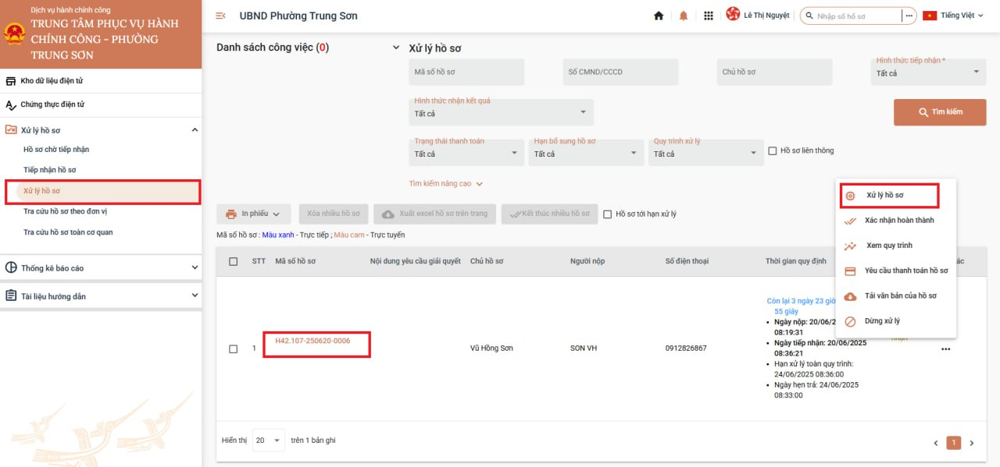 Dịch vụ hành chính công
TRUNG TÂM PHỤC VỤ HÀNH
CHÍNH CÔNG - PHƯỜNG
TRUNG SƠN
Kho dữ liệu điện tử
Chứng thực điện tử
Xử lý hồ sơ
Hồ sơ chờ tiếp nhận
Tiếp nhận hồ sơ
Xử lý hồ sơ
Tra cứu hồ sơ theo đơn vị
Tra cứu hồ sơ toàn cơ quan
Thống kê báo cáo
Tài liệu hướng dẫn
UBND Phường Trung Sơn
Lê Thị Nguyệt
Nhập số hồ sơ
Tiếng Việt
Danh sách công việc (0)
Xử lý hồ sơ
Mã số hồ sơ
Số CMND/CCCD
Chủ hồ sơ
Hình thức tiếp nhận *
Tất cả
Hình thức nhận kết quả
Tất cả
Tìm kiếm
Trạng thái thanh toán
Tất cả
Hạn bổ sung hồ sơ
Tất cả
Quy trình xử lý
Tất cả
Hồ sơ liên thông
Tìm kiếm nâng cao
In phiếu
Xóa nhiều hồ sơ
Xuất excel hồ sơ trên trang
Kết thúc nhiều hồ sơ
Hồ sơ tới hạn xử lý
Mã số hồ sơ : Màu xanh - Trực tiếp ; Màu cam - Trực tuyến
STT
Mã số hồ sơ
Nội dung yêu cầu giải quyết
Chủ hồ sơ
Người nộp
Số điện thoại
Thời gian quy định
Xử lý hồ sơ
Xác nhận hoàn thành
Xem quy trình
Yêu cầu thanh toán hồ sơ
Tải văn bản của hồ sơ
Dừng xử lý
1
H42.107-250620-0006
Vũ Hồng Sơn
SON VH
0912826867
Còn lại 3 ngày 23 giờ
55 giây
Ngày nộp: 20/06/2
08:19:31
Ngày tiếp nhận: 20/06/2025
08:36:21
Hạn xử lý toàn quy trình:
24/06/2025 08:36:00
Ngày hẹn trả: 24/06/2025
08:33:00
Hiển thị
20
trên 1 bản ghi
1